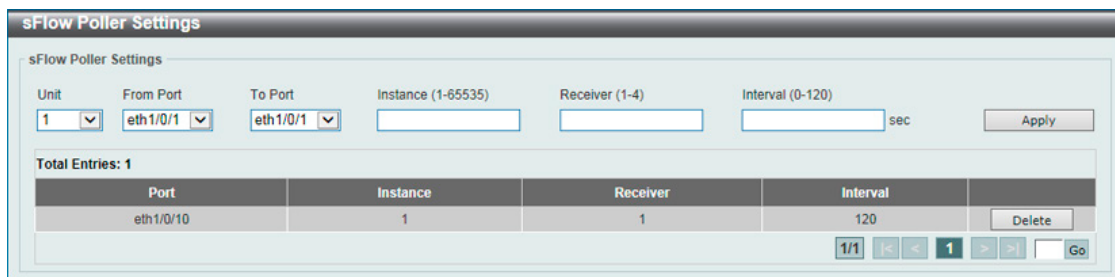 sFlow Poller Settings
sFlow Poller Settings
Unit From Port To Port Instance (1-65535) Receiver (1-4) Interval (0-120)
1 eth1/0/1 eth1/0/1 sec Apply
Total Entries: 1
Port Instance Receiver Interval
eth1/0/10 1 1 120 Delete
1/1 |< < 1 > >| Go